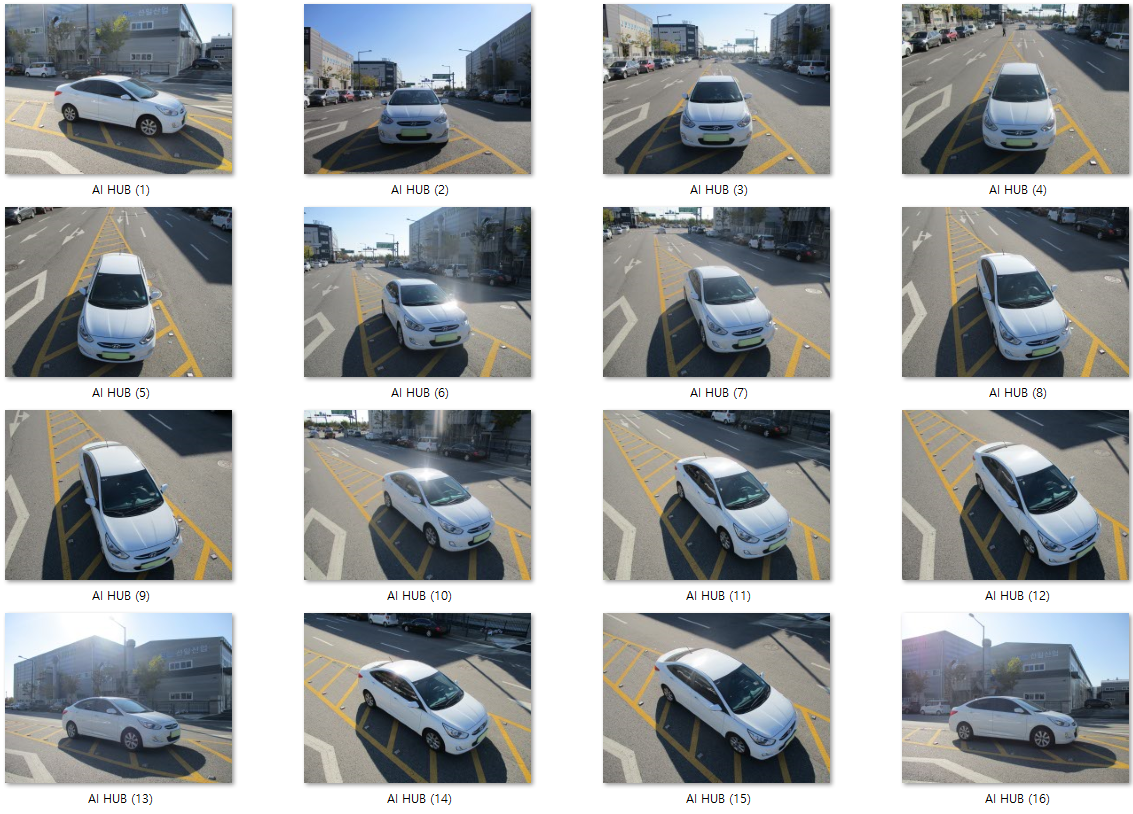 AI HUB (1)
AI HUB (2)
AI HUB (3)
AI HUB (4)
AI HUB (5)
AI HUB (6)
AI HUB (7)
AI HUB (8)
AI HUB (9)
AI HUB (10)
AI HUB (11)
AI HUB (12)
AI HUB (13)
AI HUB (14)
AI HUB (15)
AI HUB (16)